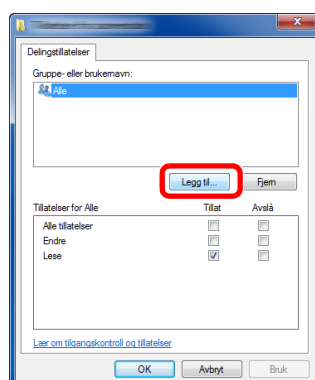 Delingstillatelser
Gruppe- eller brukernavn:
Alle
Legg til...
Fjern
Tillatelser for Alle Tillat Avslå
Alle tillatelser
Endre
Lese
Lær om tilgangskontroll og tillatelser
OK Avbryt Bruk